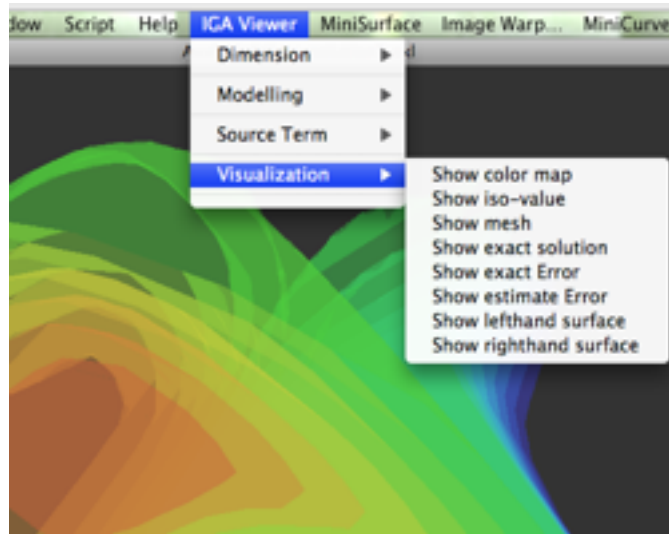 Script Help IGA Viewer MiniSurface Image Warp... MiniCurve
Dimension
Modelling
Source Term
Visualization
Show color map
Show iso-value
Show mesh
Show exact solution
Show exact Error
Show estimate Error
Show lefthand surface
Show righthand surface